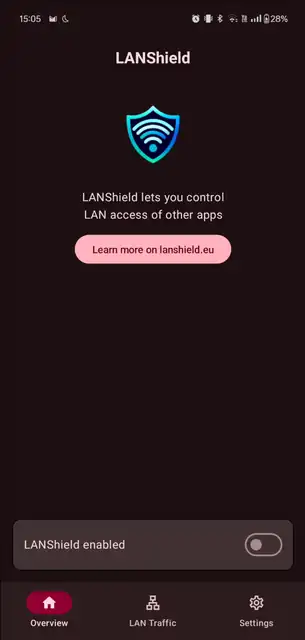 15:05
28%
LANShield
LANShield lets you control
LAN access of other apps
Learn more on lanshield.eu
LANShield enabled
Overview
LAN Traffic
Settings